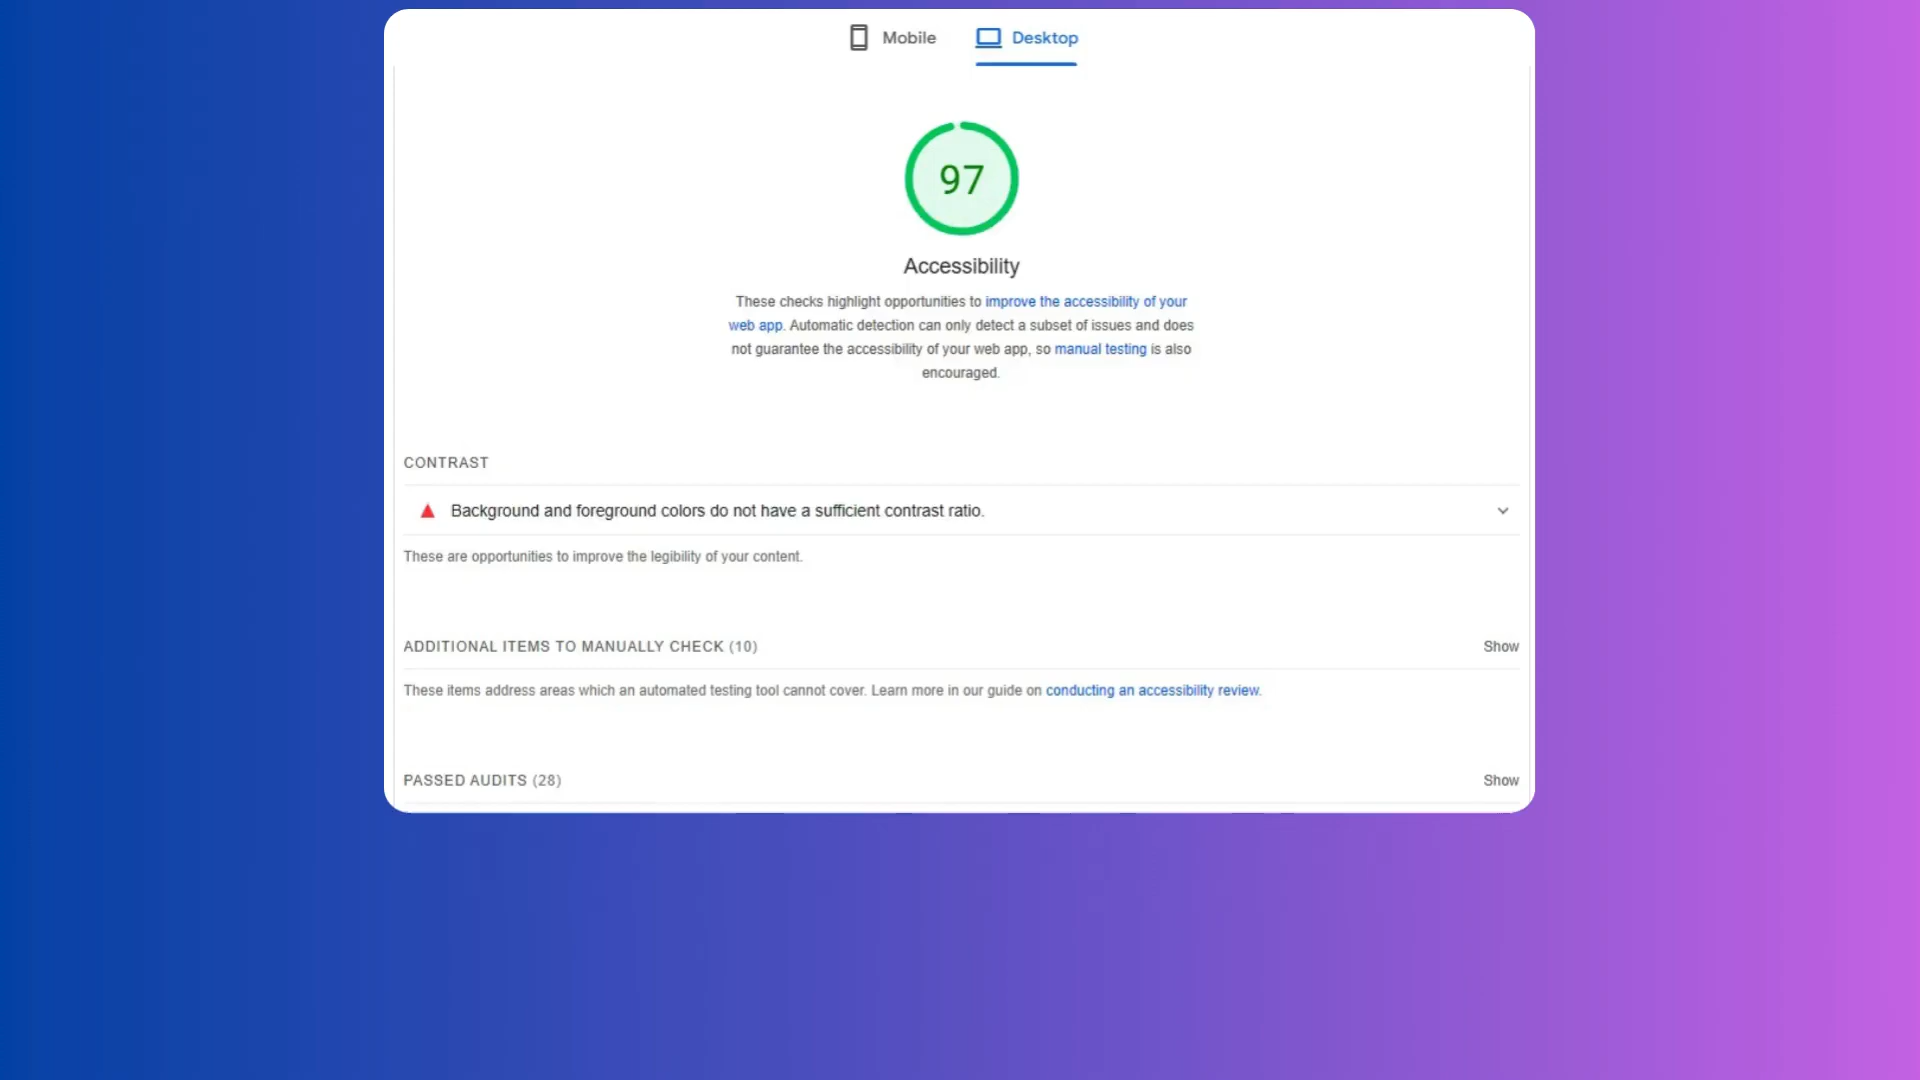 Mobile
Desktop
97
Accessibility
These checks highlight opportunities to improve the accessibility of your
web app. Automatic detection can only detect a subset of issues and does
not guarantee the accessibility of your web app, so manual testing is also
encouraged.
CONTRAST
Background and foreground colors do not have a sufficient contrast ratio.
These are opportunities to improve the legibility of your content.
ADDITIONAL ITEMS TO MANUALLY CHECK (10)
Show
These items address areas which an automated testing tool cannot cover. Learn more in our guide on conducting an accessibility review.
PASSED AUDITS (28)
Show